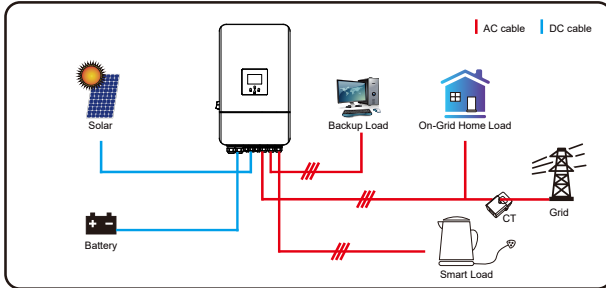 AC cable
DC cable
Solar
Backup Load
On-Grid Home Load
CT
Grid
Battery
Smart Load